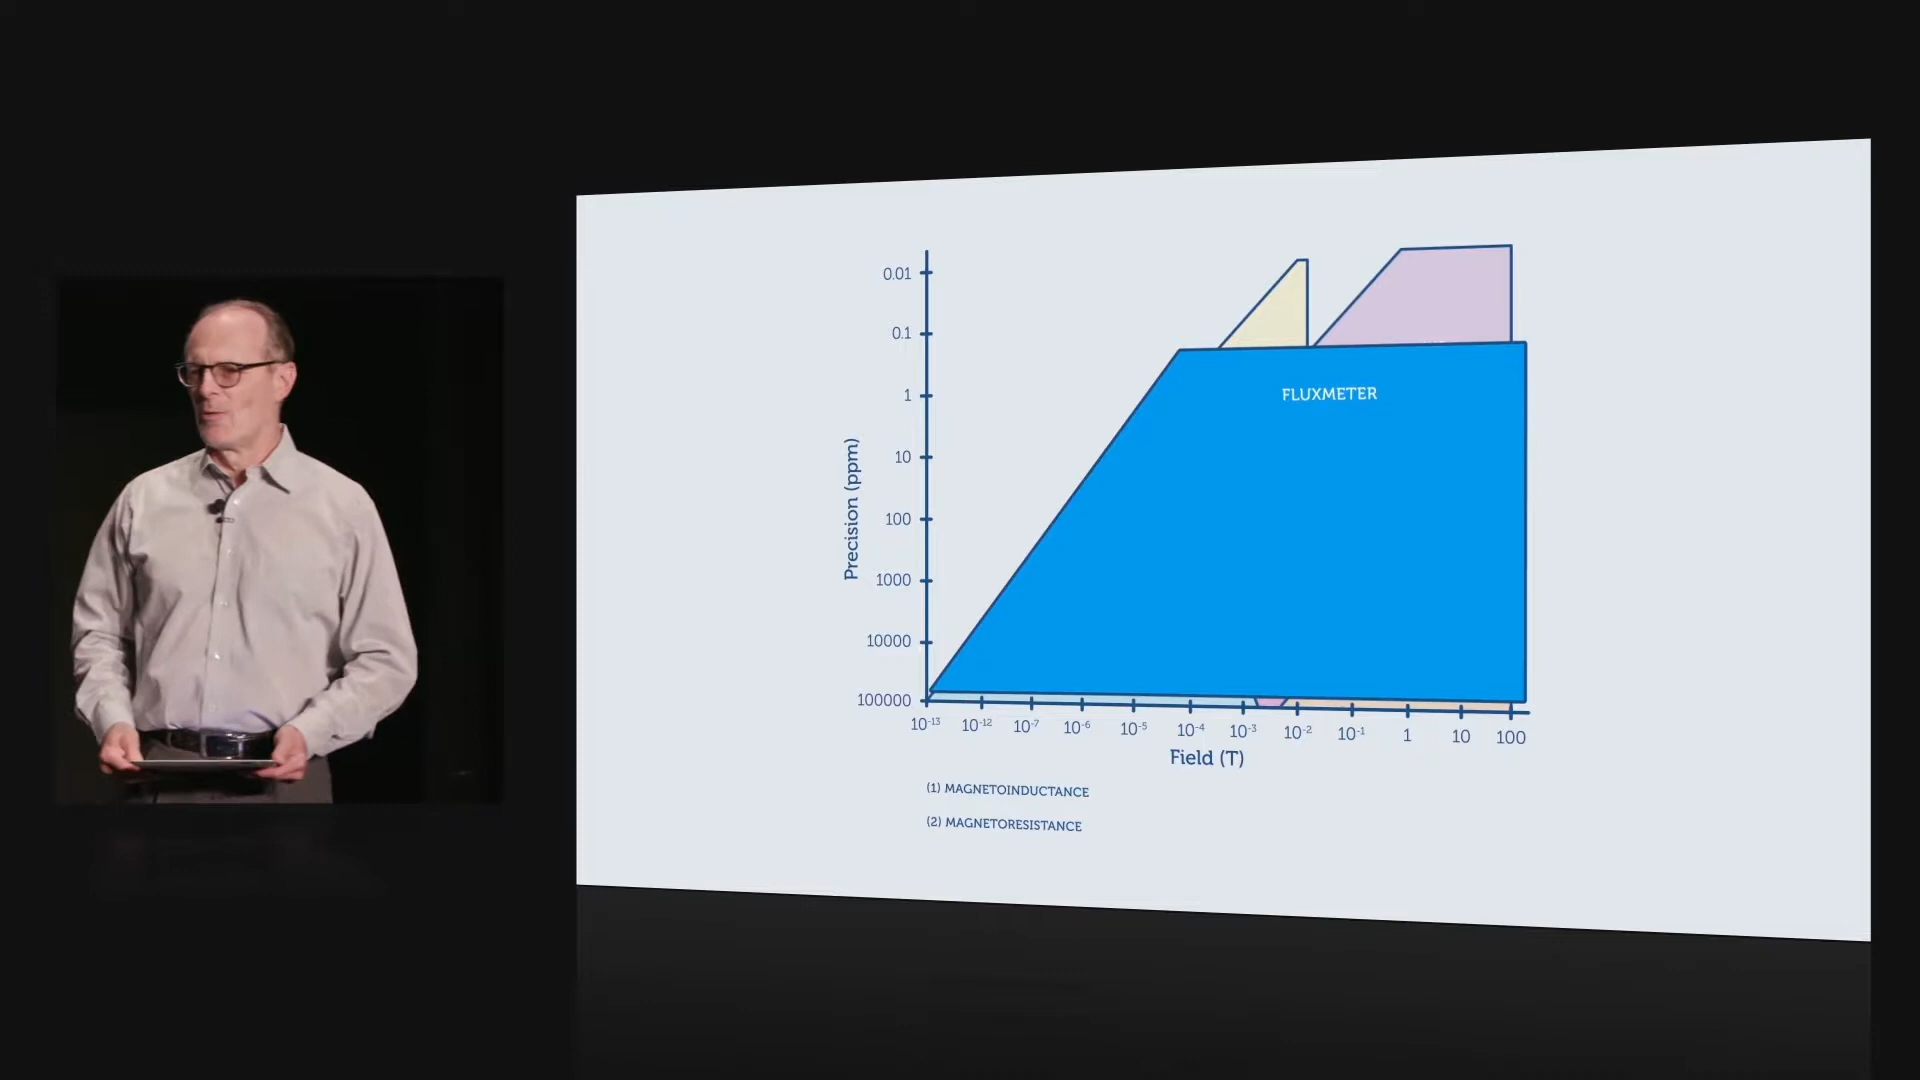 0.01
0.1
1
10
100
1000
10000
100000
Precision (ppm)
FLUXMETER
10-13 10-12 10-7 10-6 10-5 10-4 10-3 10-2 10-1 1 10 100
Field (T)
(1) MAGNETOINDUCTANCE
(2) MAGNETORESISTANCE